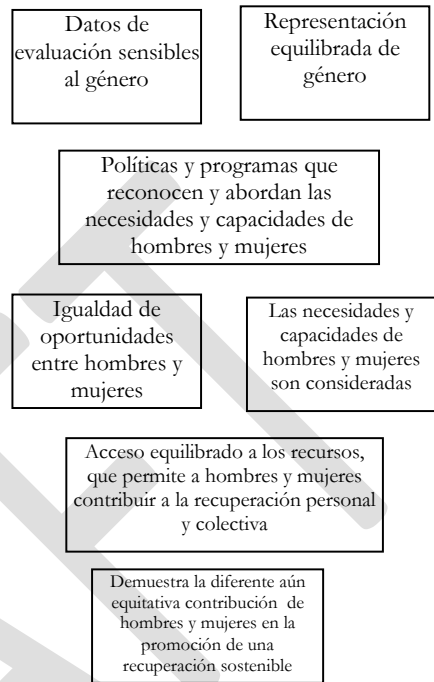 Datos de
evaluación sensibles
al género
Representación
equilibrada de
género
Políticas y programas que
reconocen y abordan las
necesidades y capacidades de
hombres y mujeres
Igualdad de
oportunidades
entre hombres y
mujeres
Las necesidades y
capacidades de
hombres y mujeres
son consideradas
Acceso equilibrado a los recursos,
que permite a hombres y mujeres
contribuir a la recuperación personal
y colectiva
Demuestra la diferente aún
equitativa contribución de
hombres y mujeres en la
promoción de una
recuperación sostenible